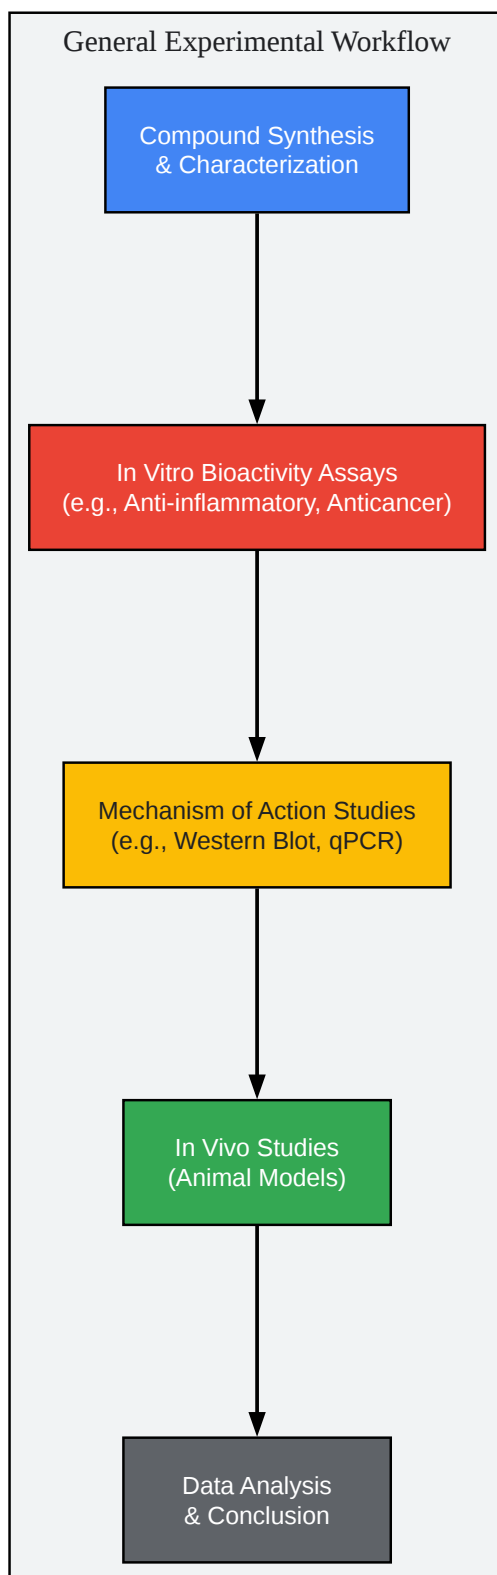 General Experimental Workflow
Compound Synthesis
& Characterization
In Vitro Bioactivity Assays
(e.g., Anti-inflammatory, Anticancer)
Mechanism of Action Studies
(e.g., Western Blot, qPCR)
In Vivo Studies
(Animal Models)
Data Analysis
& Conclusion